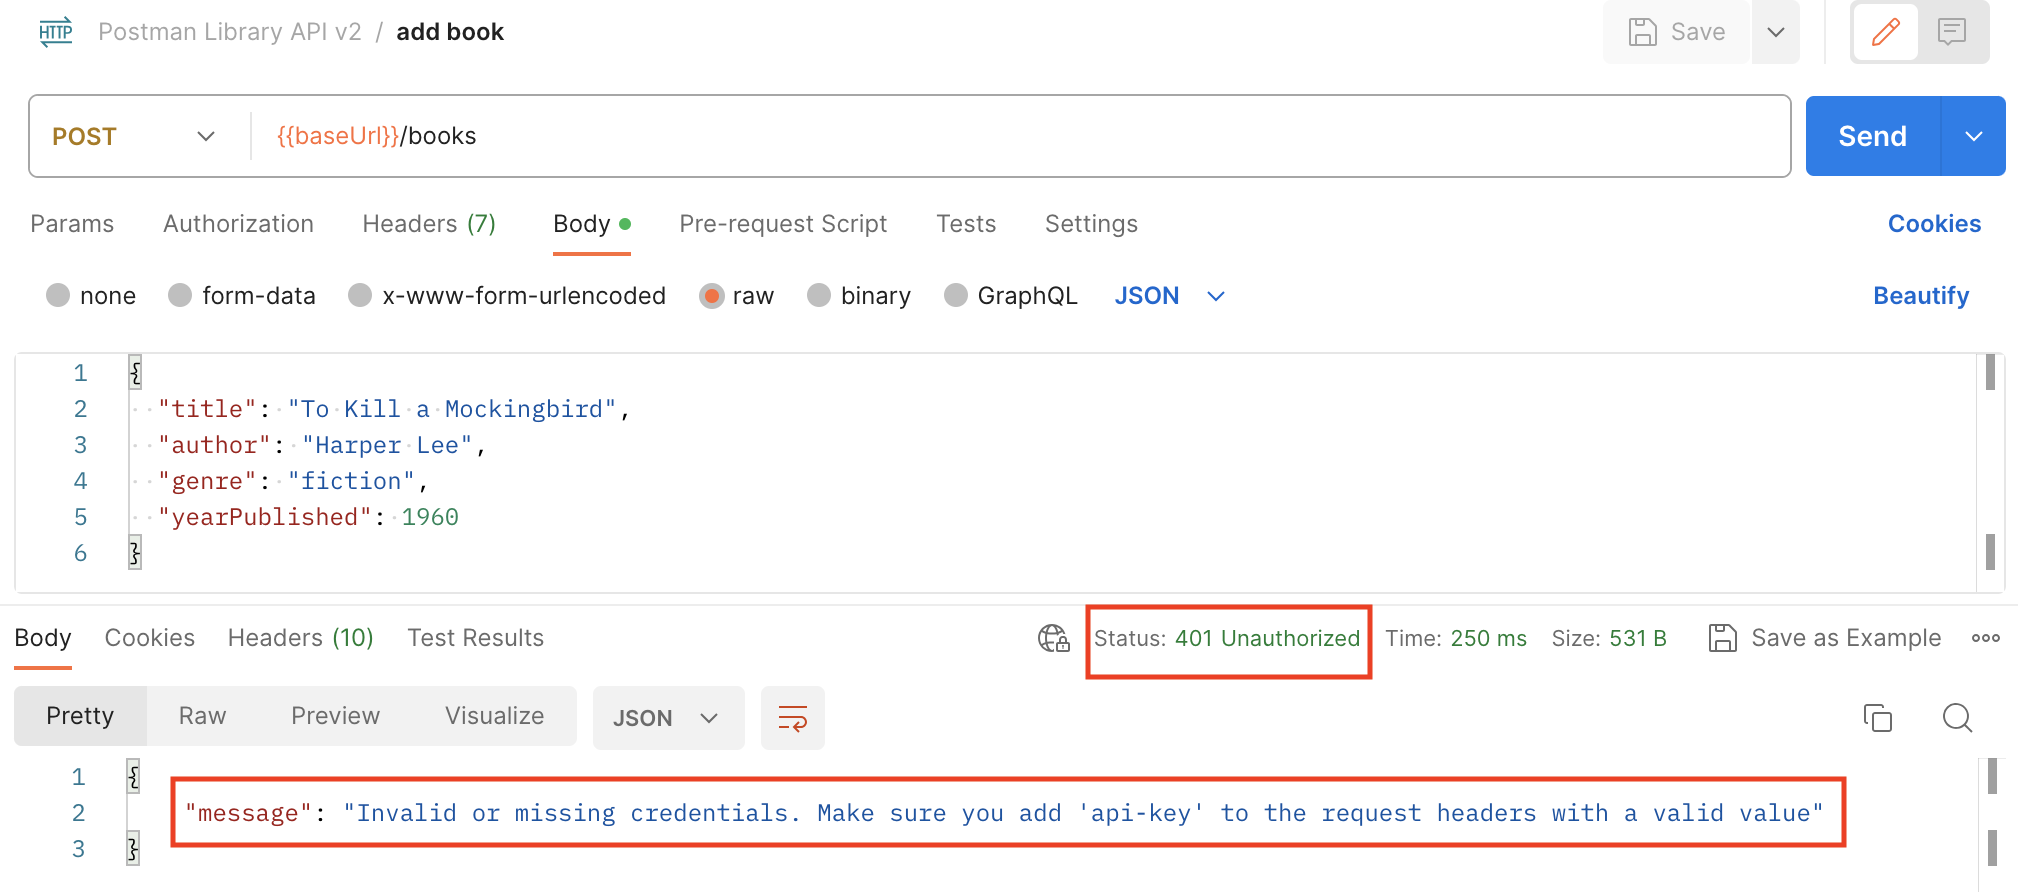 HTTP Postman Library API v2 / add book Save
POST {{baseUrl}}/books Send
Params Authorization Headers (7) Body Pre-request Script Tests Settings Cookies
none form-data x-www-form-urlencoded raw binary GraphQL JSON Beautify
1 {
2 "title": "To Kill a Mockingbird",
3 "author": "Harper Lee",
4 "genre": "fiction",
5 "yearPublished": 1960
6 }
Body Cookies Headers (10) Test Results Status: 401 Unauthorized Time: 250 ms Size: 531 B Save as Example
Pretty Raw Preview Visualize JSON
1 {
2 "message": "Invalid or missing credentials. Make sure you add 'api-key' to the request headers with a valid value"
3 }